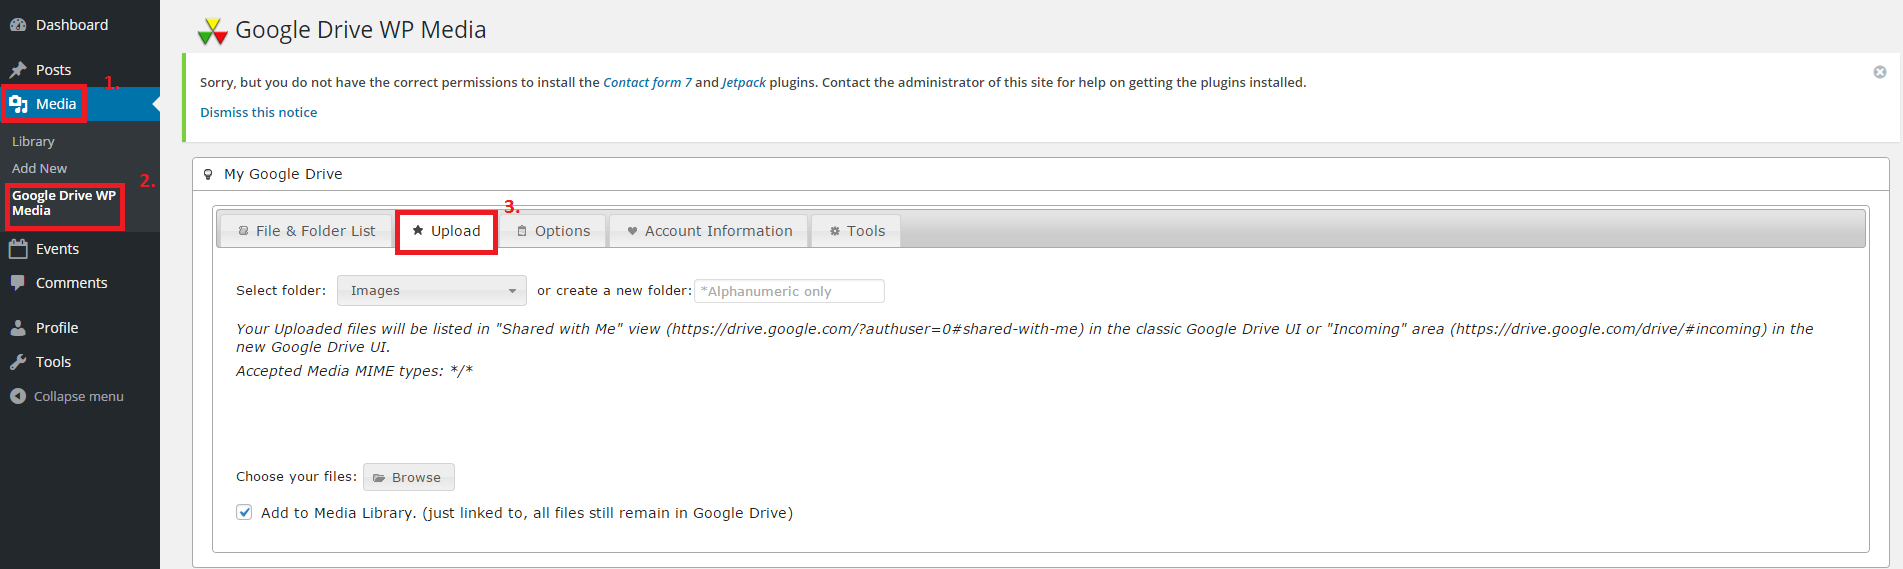 Dashboard
Posts
1.
Media
Library
Add New
2.
Google Drive WP
Media
Events
Comments
Profile
Tools
Collapse menu
Google Drive WP Media
Sorry, but you do not have the correct permissions to install the Contact form 7 and Jetpack plugins. Contact the administrator of this site for help on getting the plugins installed.
Dismiss this notice
My Google Drive
3.
File & Folder List Upload Options Account Information Tools
Select folder: Images or create a new folder: *Alphanumeric only
Your Uploaded files will be listed in "Shared with Me" view (https://drive.google.com/?authuser=0#shared-with-me) in the classic Google Drive UI or "Incoming" area (https://drive.google.com/drive/#incoming) in the
new Google Drive UI.
Accepted Media MIME types: */*
Choose your files: Browse
Add to Media Library. (just linked to, all files still remain in Google Drive)